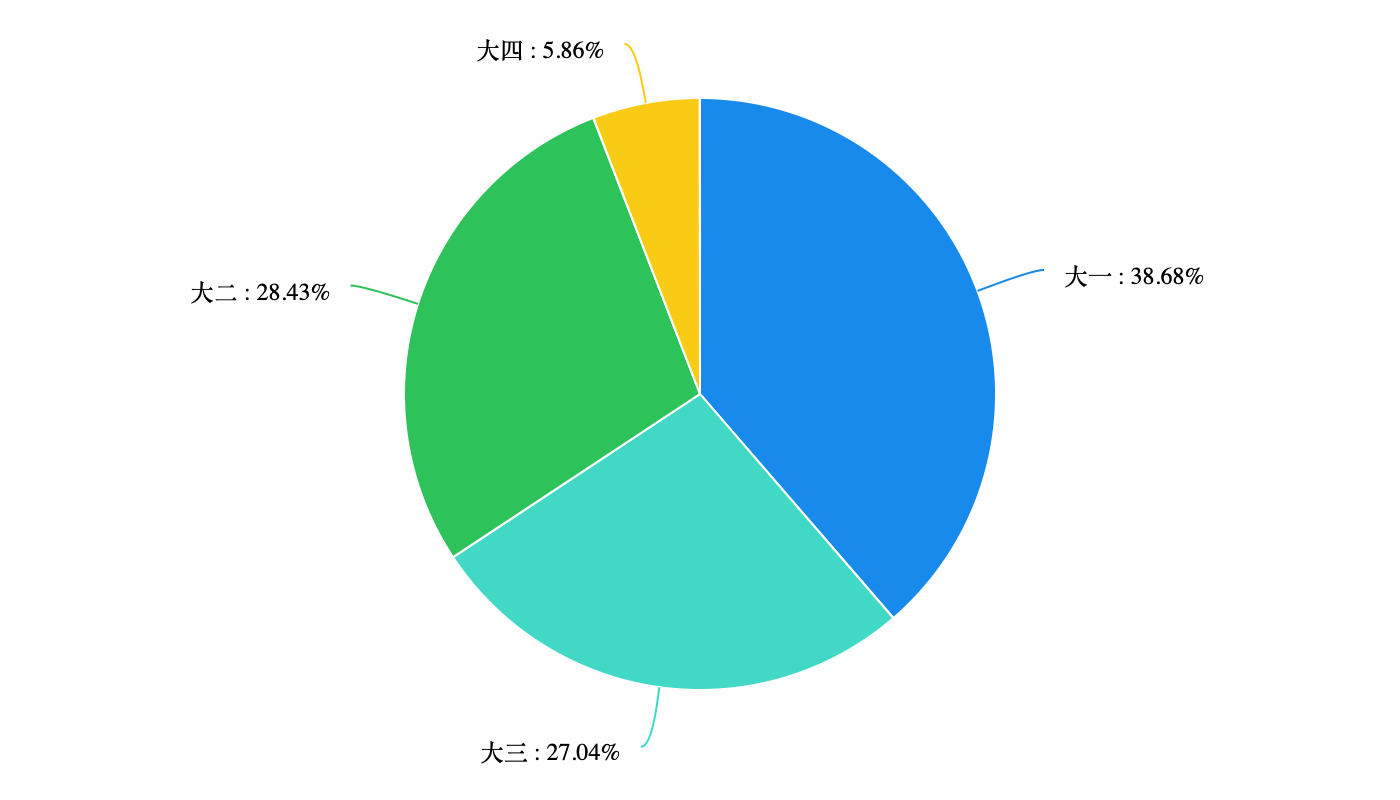 大四 : 5.86%
大一 : 38.68%
大二 : 28.43%
大三 : 27.04%